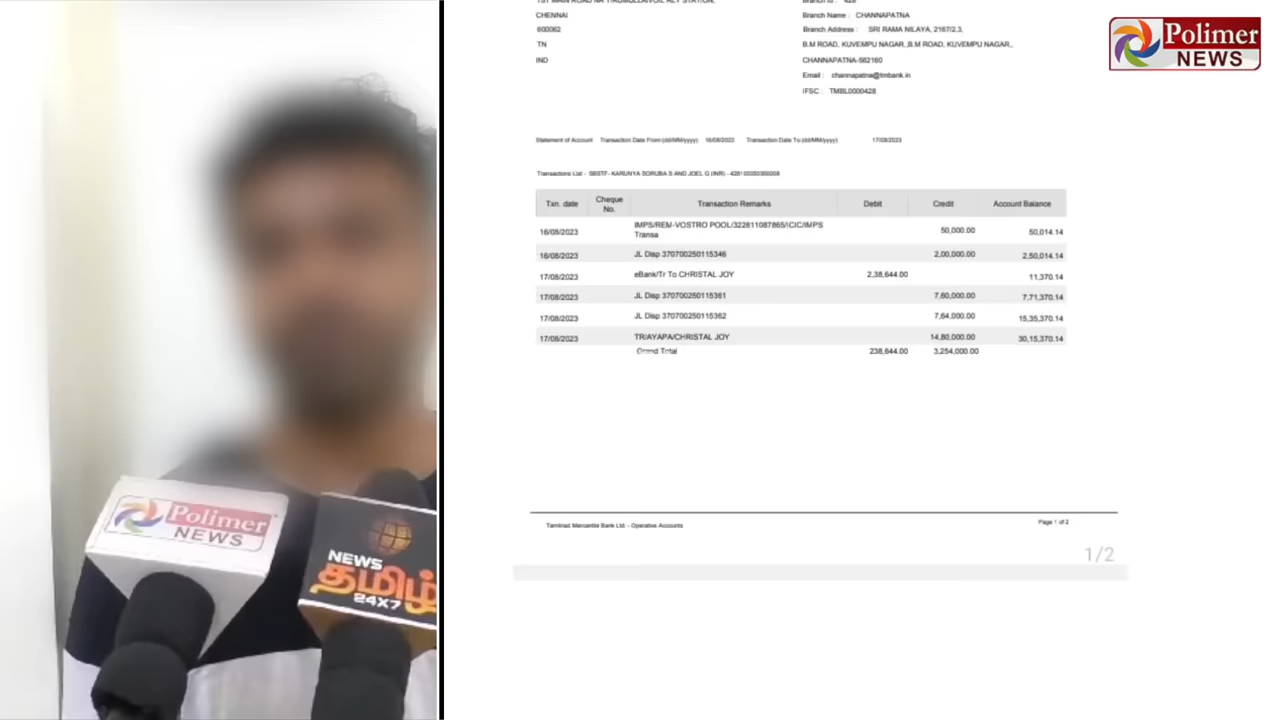 CHENNAI
600062
TN
IND
Branch Name : CHANNAPATNA
Branch Address : SRI RAMA NILAYA, 2167/2,3,
B.M ROAD, KUVEMPU NAGAR,,B.M ROAD, KUVEMPU NAGAR,,
CHANNAPATNA-562160
Email : channapatna@tmbank.in
IFSC : TMBL0000428
Polimer
NEWS
Statement of Account Transaction Date From:(dd/MM/yyyy) 16/08/2023 Transaction Date To:(dd/MM/yyyy) 17/08/2023
Transactions List - SBSTF- KARUNYA SORUBA S AND JOEL G (INR) -
Txn. date Cheque No. Transaction Remarks Debit Credit Account Balance
16/08/2023 IMPS/REM-VOSTRO POOL/322811087865/ICIC/IMPS 50,000.00 50,014.14
Transa
16/08/2023 JL Disp 370700250115346 2,00,000.00 2,50,014.14
17/08/2023 eBank/Tr To CHRISTAL JOY 2,38,644.00 11,370.14
17/08/2023 JL Disp 370700250115361 7,60,000.00 7,71,370.14
17/08/2023 JL Disp 370700250115362 7,64,000.00 15,35,370.14
17/08/2023 TR/AYAPA/CHRISTAL JOY 14,80,000.00 30,15,370.14
Grand Total 238,644.00 3,254,000.00
Tamilnad Mercantile Bank Ltd. - Operative Accounts
Page 1 of 2
1/2
Polimer
NEWS
NEWS
தமிழ்
24X7